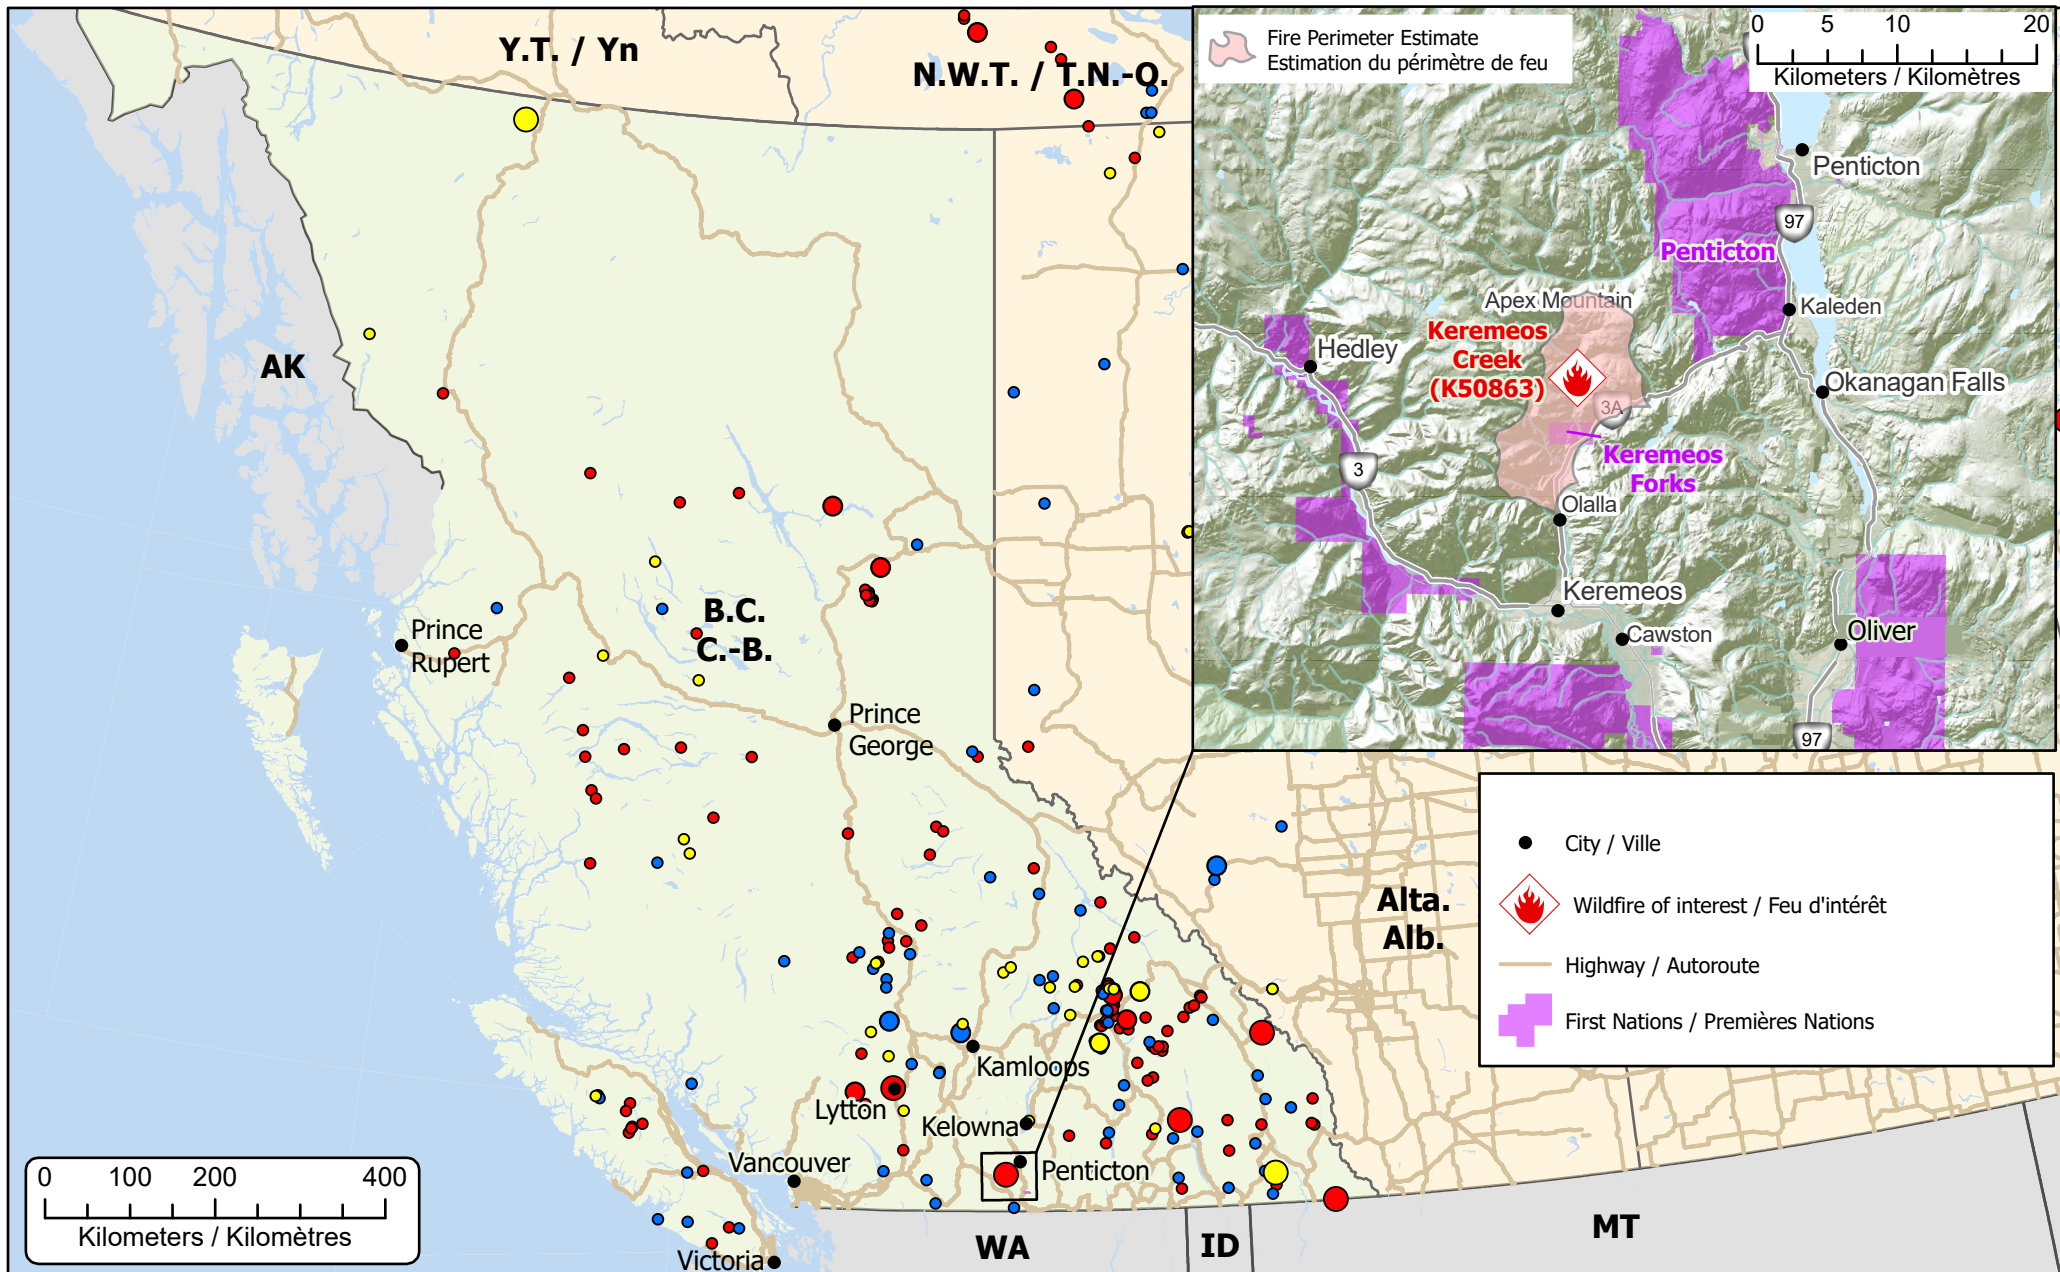 Y.T. / Yn
N.W.T. / T.N.-O.
AK
B.C.
C.-B.
Prince
Rupert
Prince
George
Alta.
Alb.
Kamloops
Lytton
Kelowna
Penticton
Vancouver
Victoria
WA
ID
MT
0 100 200 400
Kilometers / Kilomètres
Fire Perimeter Estimate
Estimation du périmètre de feu
0 5 10 20
Kilometers / Kilomètres
Penticton
97
Penticton
Apex Mountain
Kaleden
Keremeos
Creek
(K50863)
Hedley
Okanagan Falls
3A
Keremeos
Forks
3
Olalla
Keremeos
Cawston
Oliver
97
City / Ville
Wildfire of interest / Feu d'intérêt
Highway / Autoroute
First Nations / Premières Nations